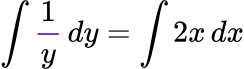 ∫ 1/y dy = ∫ 2x dx